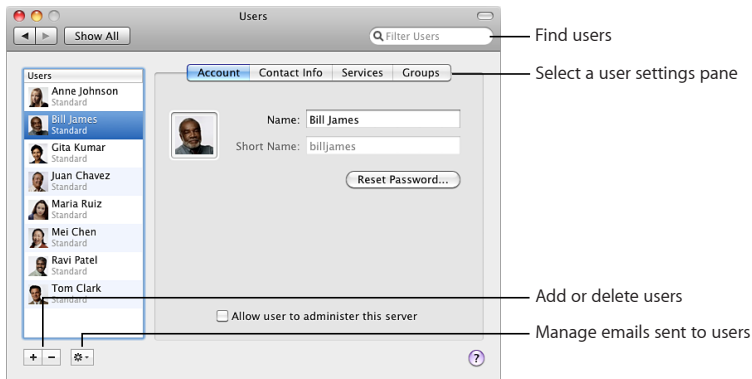 Users
Show All
Filter Users
Find users
Account Contact Info Services Groups
Select a user settings pane
Users
Anne Johnson
Standard
Bill James
Standard
Gita Kumar
Standard
Juan Chavez
Standard
Maria Ruiz
Standard
Mei Chen
Standard
Ravi Patel
Standard
Tom Clark
Standard
Name: Bill James
Short Name: billjames
Reset Password...
Allow user to administer this server
Add or delete users
Manage emails sent to users
+ −
?